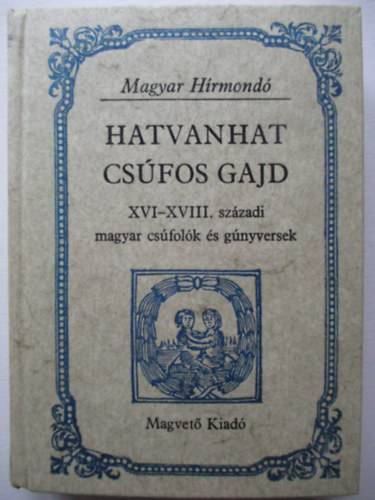 Magyar Hírmondó
HATVANHAT
CSÚFOS GAJD
XVI–XVIII. századi
magyar csúfolók és gúnyversek
Magvető Kiadó